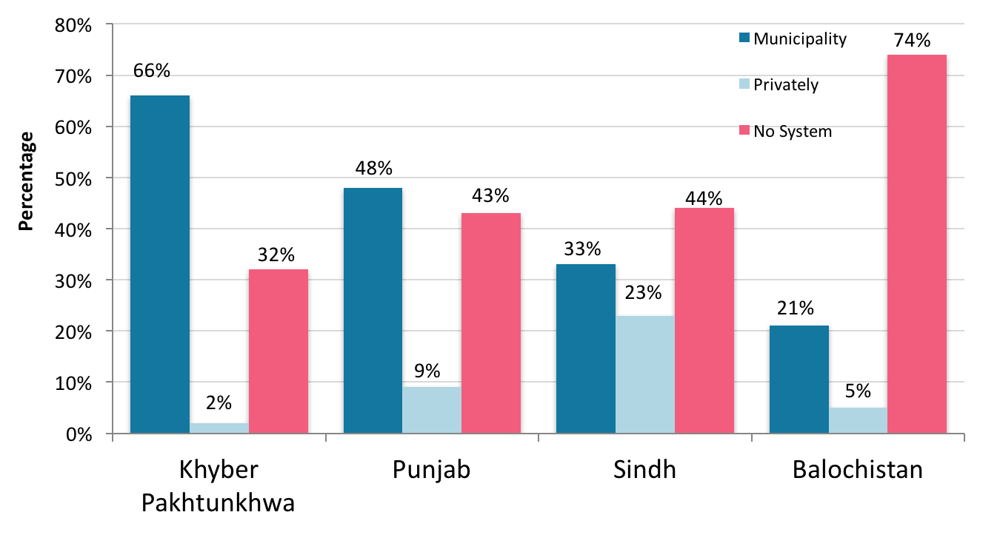 80%
70%
60%
50%
40%
30%
20%
10%
0%
Percentage
66%
2%
32%
48%
9%
43%
33%
23%
44%
21%
5%
74%
Municipality
Privately
No System
Khyber
Pakhtunkhwa
Punjab
Sindh
Balochistan